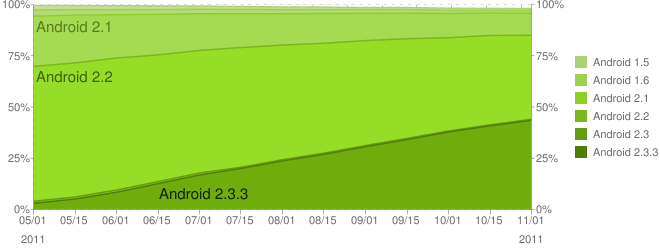 100%
100%
Android 2.1
75%
75%
Android 2.2
Android 1.5
Android 1.6
Android 2.1
50%
50%
Android 2.2
Android 2.3
Android 2.3.3
25%
25%
Android 2.3.3
0%
0%
05/01 05/15 06/01 06/15 07/01 07/15 08/01 08/15 09/01 09/15 10/01 10/15 11/01
2011 2011